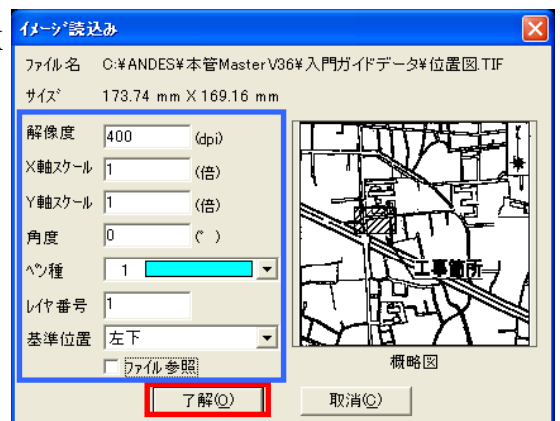 イメージ読込み
ファイル名 C:¥ANDES¥本管MasterV36¥入門ガイドデータ¥位置図.TIF
サイズ 173.74 mm X 169.16 mm
解像度 400 (dpi)
X軸スケール 1 (倍)
Y軸スケール 1 (倍)
角度 0 (°)
ペン種 1
レイヤ番号 1
基準位置 左下
ファイル参照
工事箇所
概略図
了解(O) 取消(C)